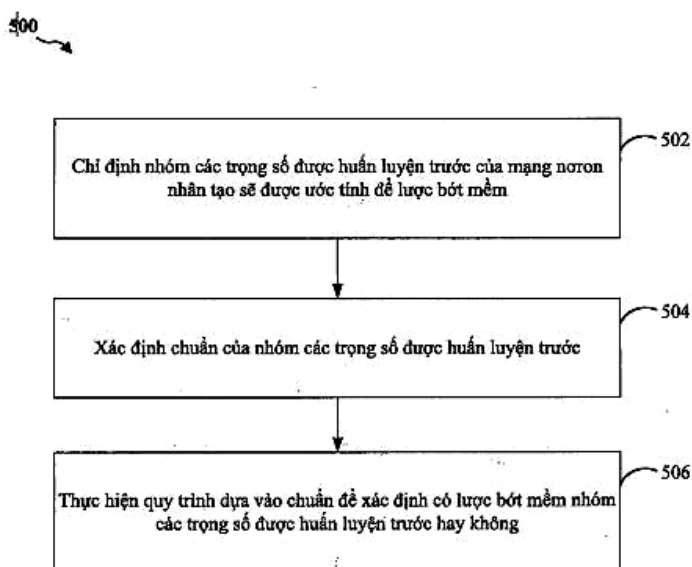 500
502
Chỉ định nhóm các trọng số được huấn luyện trước của mạng nơron
nhân tạo sẽ được ước tính để lược bớt mềm
504
Xác định chuẩn của nhóm các trọng số được huấn luyện trước
506
Thực hiện quy trình dựa vào chuẩn để xác định có lược bớt mềm nhóm
các trọng số được huấn luyện trước hay không